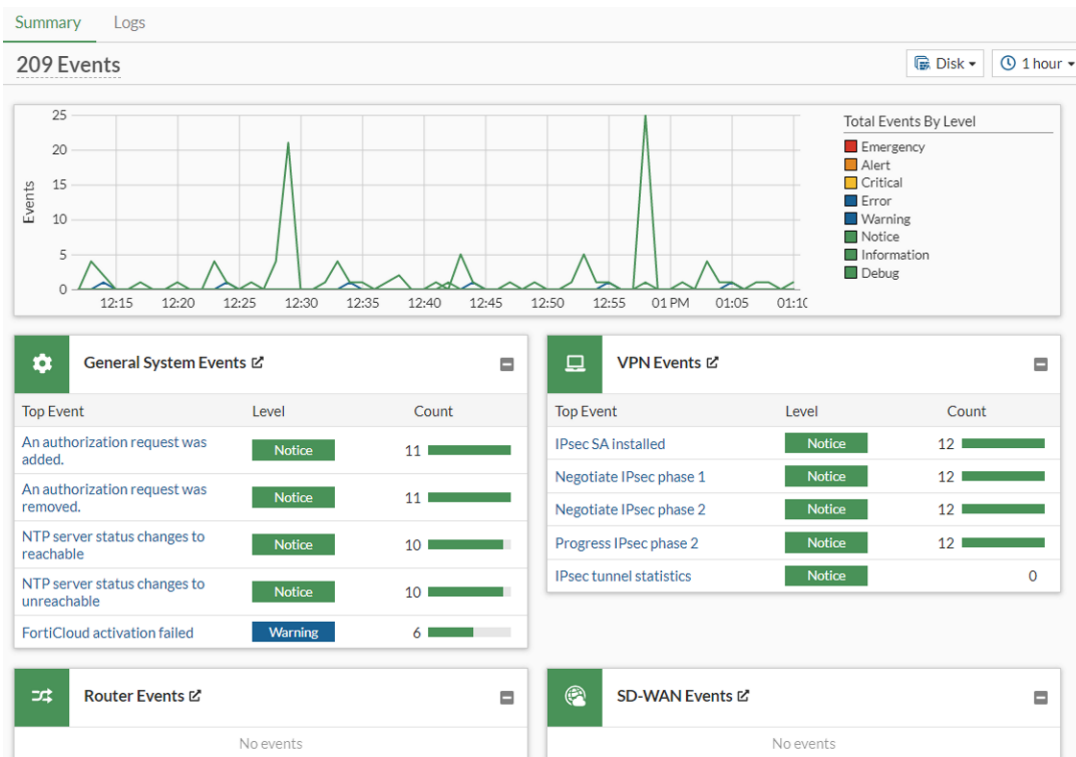 Summary Logs
209 Events Disk 1 hour
25
20
15
10
5
0
Events
12:15 12:20 12:25 12:30 12:35 12:40 12:45 12:50 12:55 01 PM 01:05 01:10
Total Events By Level
Emergency
Alert
Critical
Error
Warning
Notice
Information
Debug
General System Events
Top Event Level Count
An authorization request was
added.
Notice 11
An authorization request was
removed.
Notice 11
NTP server status changes to
reachable
Notice 10
NTP server status changes to
unreachable
Notice 10
FortiCloud activation failed Warning 6
VPN Events
Top Event Level Count
IPsec SA installed Notice 12
Negotiate IPsec phase 1 Notice 12
Negotiate IPsec phase 2 Notice 12
Progress IPsec phase 2 Notice 12
IPsec tunnel statistics Notice 0
Router Events
No events
SD-WAN Events
No events